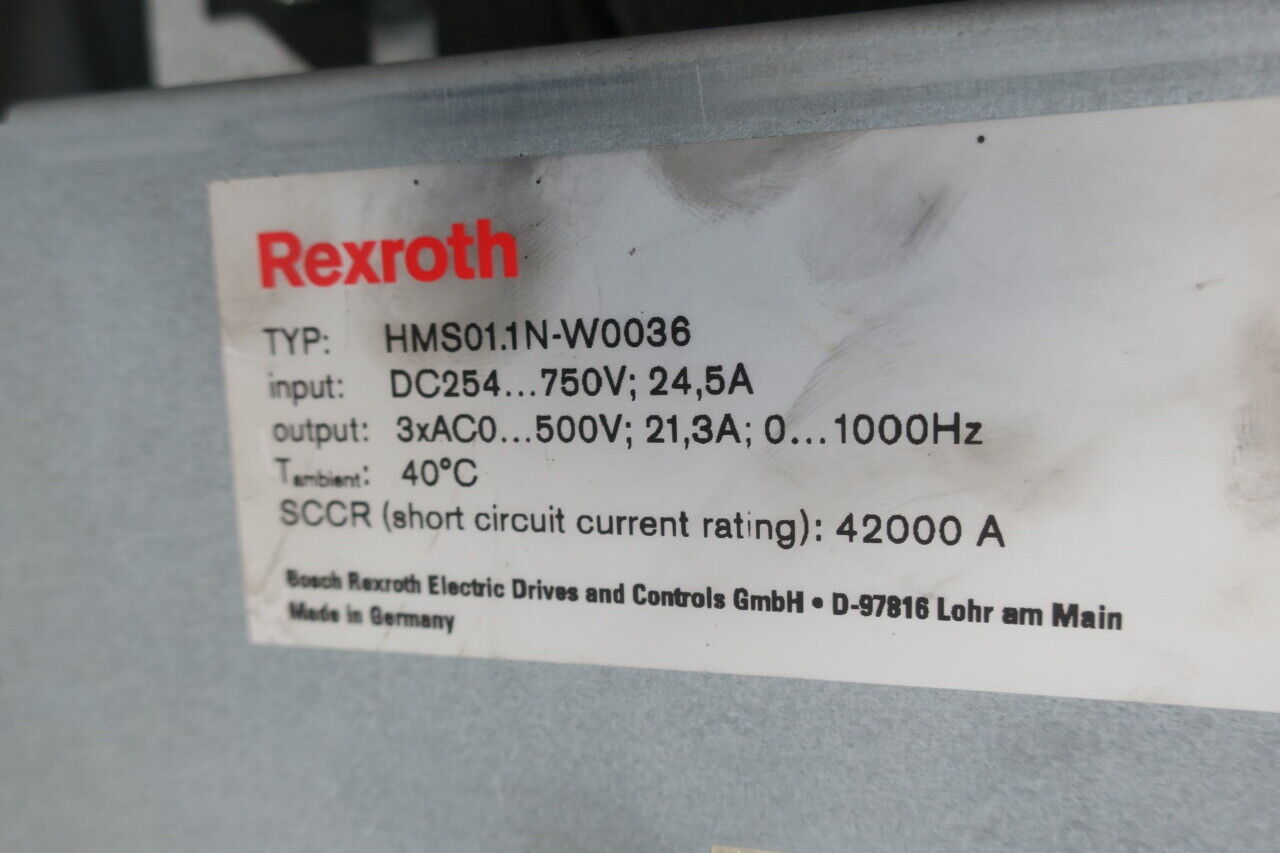 Rexroth
TYP: HMS01.1N-W0036
input: DC254...750V; 24,5A
output: 3xAC0...500V; 21,3A; 0...1000Hz
Tambient: 40°C
SCCR (short circuit current rating): 42000 A
Bosch Rexroth Electric Drives and Controls GmbH • D-97816 Lohr am Main
Made in Germany